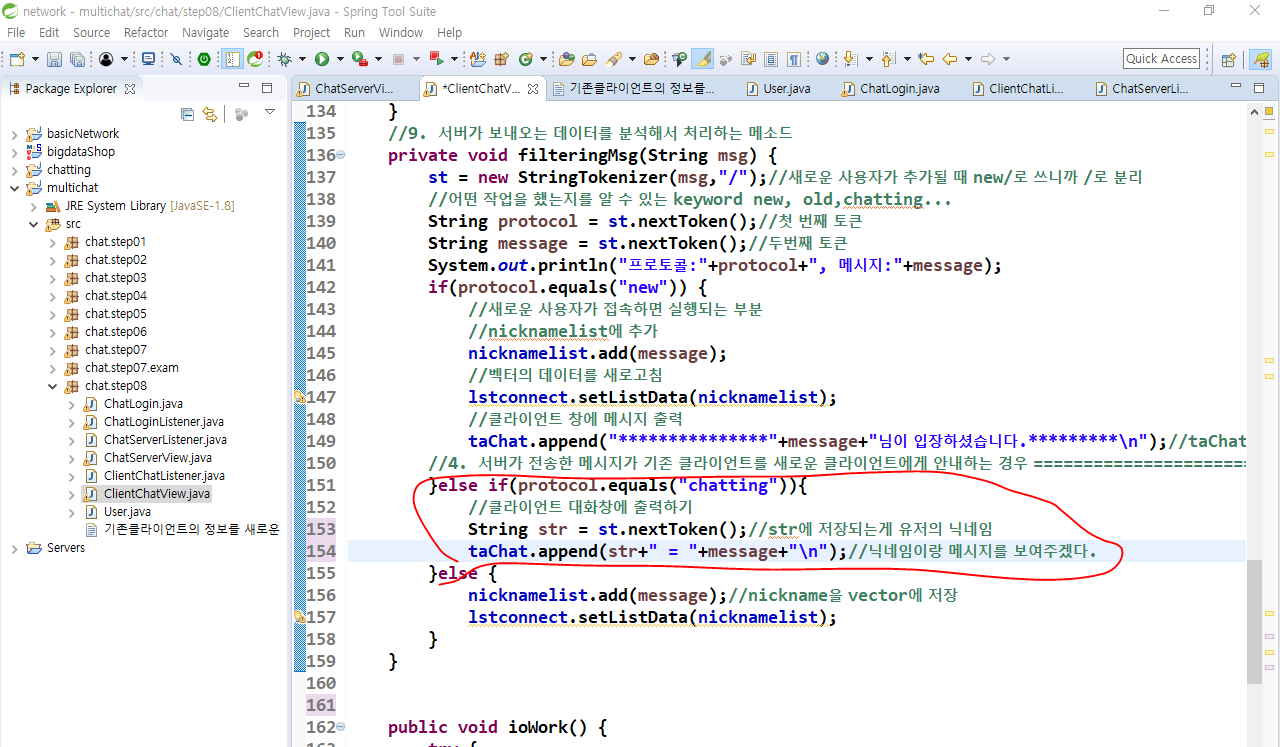 network - multichat/src/chat/step08/ClientChatView.java - Spring Tool Suite
File Edit Source Refactor Navigate Search Project Run Window Help
Quick Access
Package Explorer
ChatServerVi... *ClientChatV... 기존클라이언트의 정보를... User.java ChatLogin.java ClientChatLi... ChatServerLi...
basicNetwork
bigdataShop
chatting
multichat
JRE System Library [JavaSE-1.8]
src
chat.step01
chat.step02
chat.step03
chat.step04
chat.step05
chat.step06
chat.step07
chat.step07.exam
chat.step08
ChatLogin.java
ChatLoginListener.java
ChatServerListener.java
ChatServerView.java
ClientChatListener.java
ClientChatView.java
User.java
기존클라이언트의 정보를 새로운
Servers
134 }
135 //9. 서버가 보내오는 데이터를 분석해서 처리하는 메소드
136 private void filteringMsg(String msg) {
137 st = new StringTokenizer(msg,"/");//새로운 사용자가 추가될 때 new/로 쓰니까 /로 분리
138 //어떤 작업을 했는지를 알 수 있는 keyword new, old,chatting...
139 String protocol = st.nextToken();//첫 번째 토큰
140 String message = st.nextToken();//두번째 토큰
141 System.out.println("프로토콜:"+protocol+", 메시지:"+message);
142 if(protocol.equals("new")) {
143 //새로운 사용자가 접속하면 실행되는 부분
144 //nicknamelist에 추가
145 nicknamelist.add(message);
146 //벡터의 데이터를 새로고침
147 lstconnect.setListData(nicknamelist);
148 //클라이언트 창에 메시지 출력
149 taChat.append("***************"+message+"님이 입장하셨습니다.*********\n");//taChat
150 //4. 서버가 전송한 메시지가 기존 클라이언트를 새로운 클라이언트에게 안내하는 경우 ======================
151 }else if(protocol.equals("chatting")){
152 //클라이언트 대화창에 출력하기
153 String str = st.nextToken();//str에 저장되는게 유저의 닉네임
154 taChat.append(str+" = "+message+"\n");//닉네임이랑 메시지를 보여주겠다.
155 }else {
156 nicknamelist.add(message);//nickname을 vector에 저장
157 lstconnect.setListData(nicknamelist);
158 }
159 }
160
161
162 public void ioWork() {